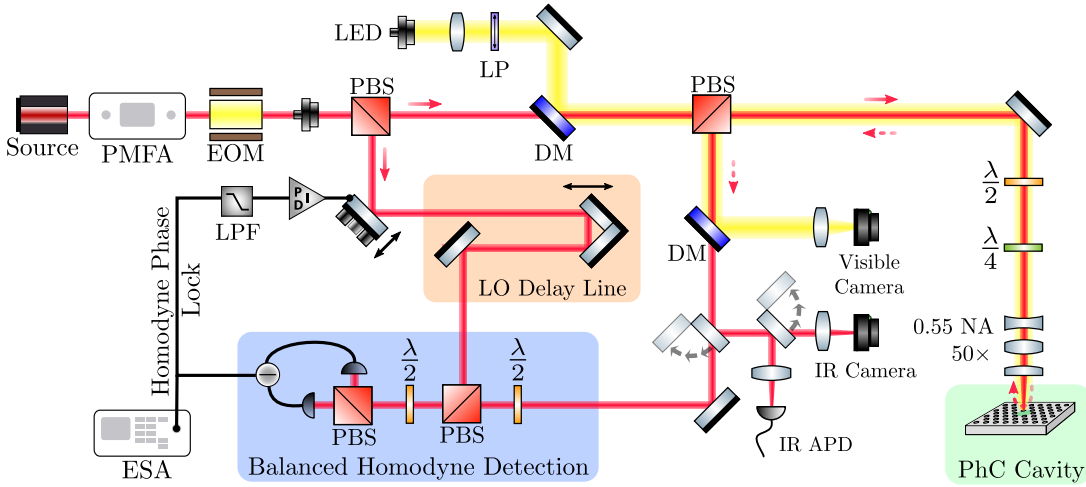 LED
LP
PBS
PBS
Source
PMFA
EOM
DM
λ/2
LPF
P I D
DM
λ/4
Visible
Camera
LO Delay Line
Homodyne Phase
Lock
0.55 NA
50×
λ/2
λ/2
IR Camera
PBS
PBS
IR APD
ESA
Balanced Homodyne Detection
PhC Cavity